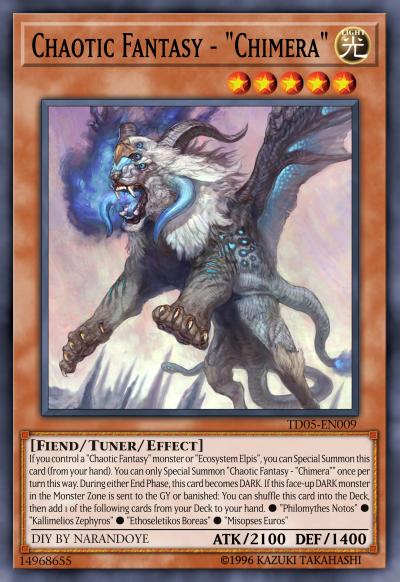 Chaotic Fantasy - "Chimera"
LIGHT
光
TD05-EN009
[Fiend/Tuner/Effect]
If you control a "Chaotic Fantasy" monster or "Ecosystem Elpis", you can Special Summon this
card (from your hand). You can only Special Summon "Chaotic Fantasy - "Chimera"" once per
turn this way. During either End Phase, this card becomes DARK. If this face-up DARK monster
in the Monster Zone is sent to the GY or banished: You can shuffle this card into the Deck,
then add 1 of the following cards from your Deck to your hand. ● "Philomythes Notos" ●
"Kallimelios Zephyros" ● "Ethoseletikos Boreas" ● "Misopses Euros"
DIY BY NARANDOYE
ATK/2100 DEF/1400
14968655
©1996 KAZUKI TAKAHASHI